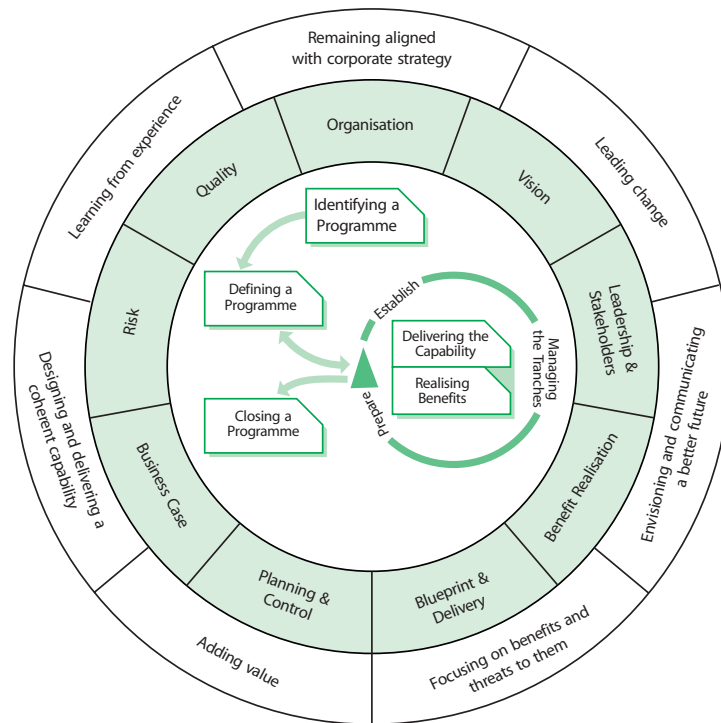 Remaining aligned
with corporate strategy
Leading change
Envisioning and communicating
a better future
Focusing on benefits and
threats to them
Adding value
Designing and delivering a
coherent capability
Learning from experience
Organisation
Vision
Leadership &
Stakeholders
Benefit Realisation
Blueprint &
Delivery
Planning &
Control
Business Case
Risk
Quality
Identifying a
Programme
Defining a
Programme
Closing a
Programme
Establish
Managing
the Tranches
Prepare
Delivering the
Capability
Realising
Benefits